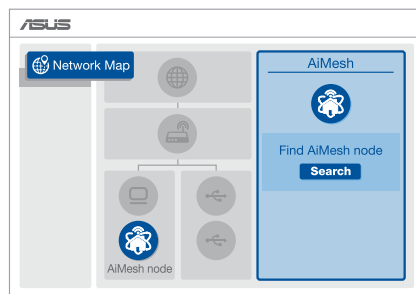 ASUS
Network Map
AiMesh
Find AiMesh node
Search
AiMesh node